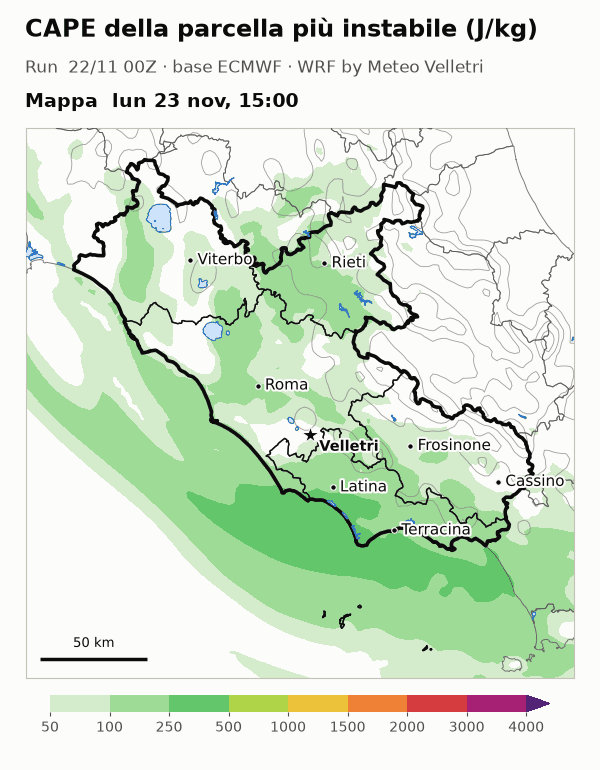 CAPE della parcella più instabile (J/kg)
Run  22/11 00Z · base ECMWF · WRF by Meteo Velletri
Mappa  lun 23 nov, 15:00
Viterbo
Rieti
Roma
Velletri
Frosinone
Cassino
Latina
Terracina
50 km
50 100 250 500 1000 1500 2000 3000 4000